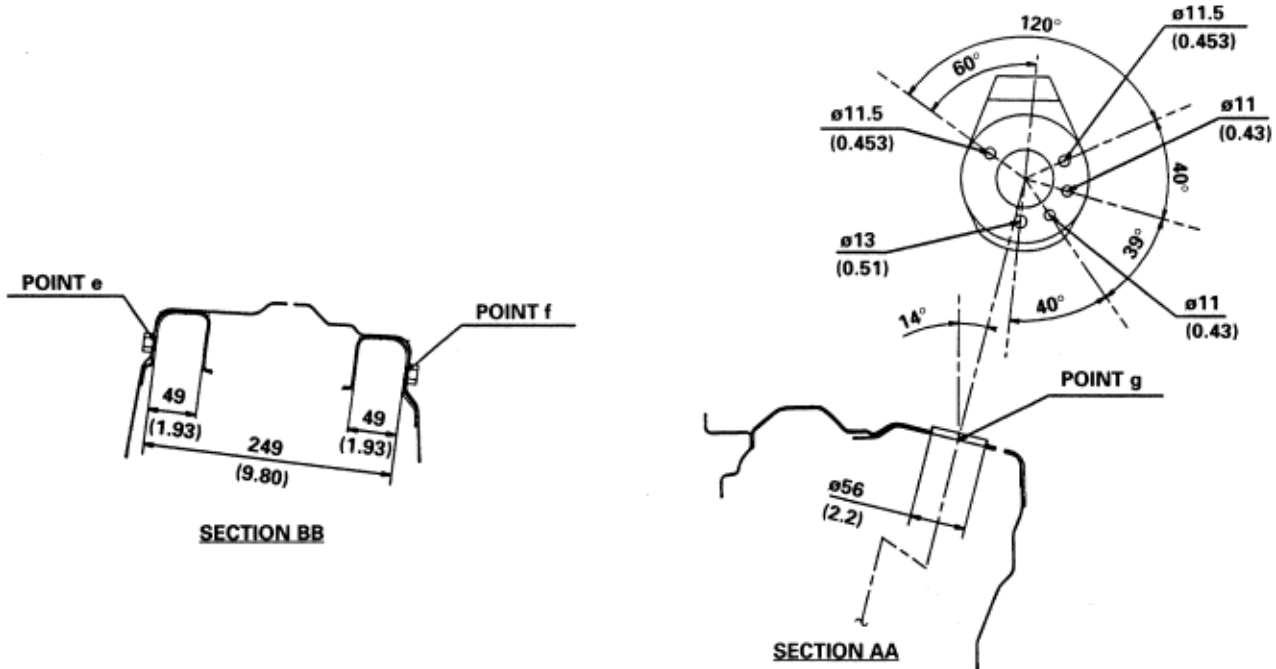 POINT e
POINT f
49
(1.93)
49
(1.93)
249
(9.80)
SECTION BB
120°
60°
ø11.5
(0.453)
ø11.5
(0.453)
ø11
(0.43)
40°
39°
ø13
(0.51)
40°
ø11
(0.43)
14°
POINT g
ø56
(2.2)
SECTION AA